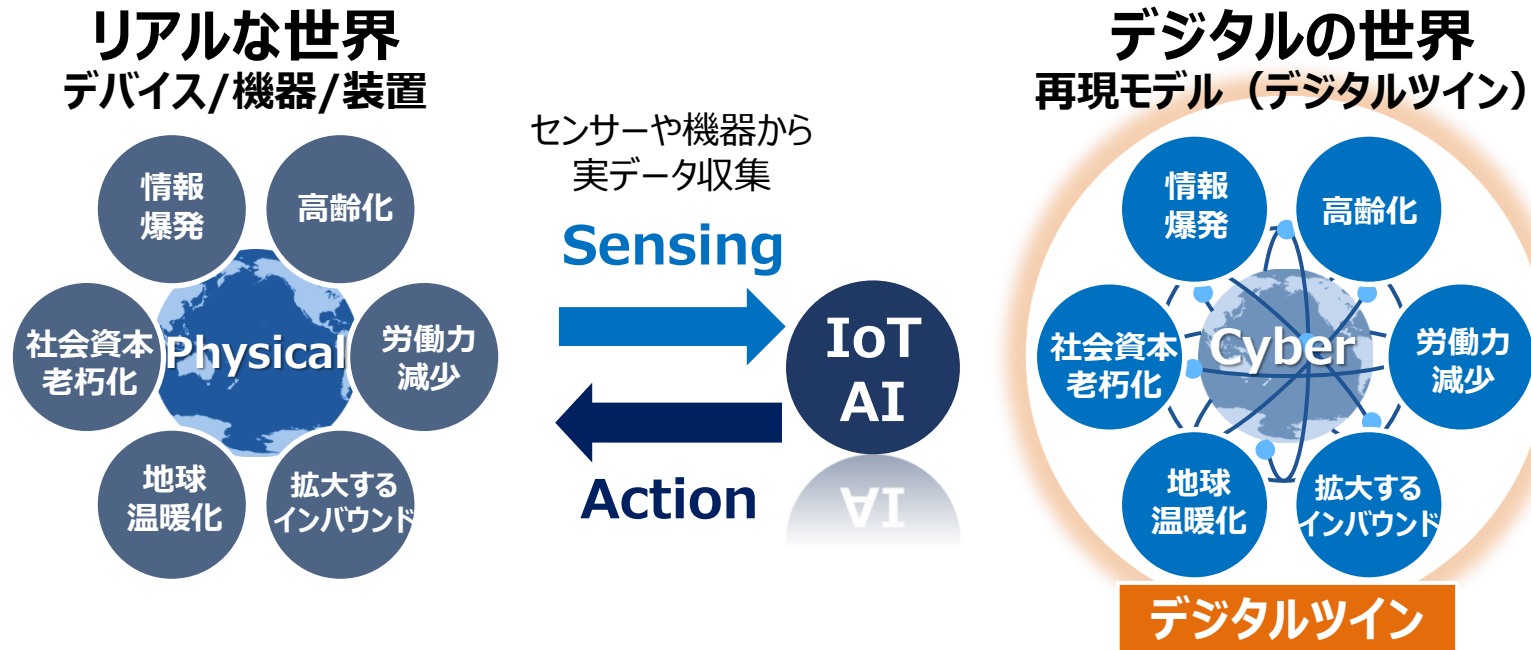 リアルな世界
デバイス/機器/装置
情報
爆発
高齢化
社会資本
老朽化
Physical
労働力
減少
地球
温暖化
拡大する
インバウンド
センサーや機器から
実データ収集
Sensing
IoT
AI
Action
AI
デジタルの世界
再現モデル（デジタルツイン）
情報
爆発
高齢化
社会資本
老朽化
Cyber
労働力
減少
地球
温暖化
拡大する
インバウンド
デジタルツイン